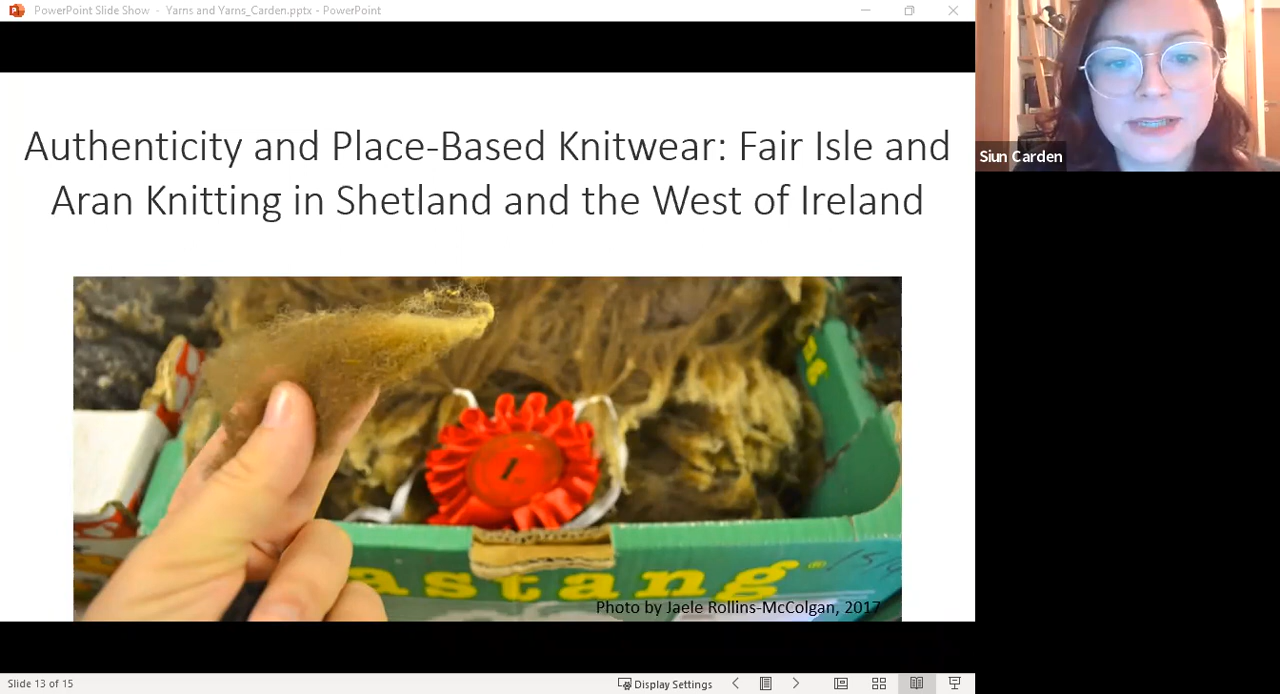 PowerPoint Slide Show - Yarns and Yarns_Carden.pptx - PowerPoint
Siun Carden
Authenticity and Place-Based Knitwear: Fair Isle and
Aran Knitting in Shetland and the West of Ireland
astang
Photo by Jaele Rollins-McColgan, 2017
Slide 13 of 15
Display Settings